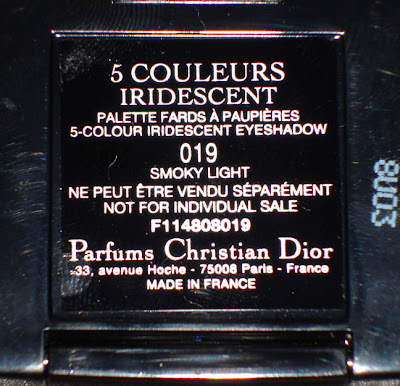 5 COULEURS
IRIDESCENT
PALETTE FARDS À PAUPIÈRES
5-COLOUR IRIDESCENT EYESHADOW
019
SMOKY LIGHT
NE PEUT ÊTRE VENDU SÉPARÉMENT
NOT FOR INDIVIDUAL SALE
F114808019
Parfums Christian Dior
33, avenue Hoche - 75008 Paris - France
MADE IN FRANCE
8U03